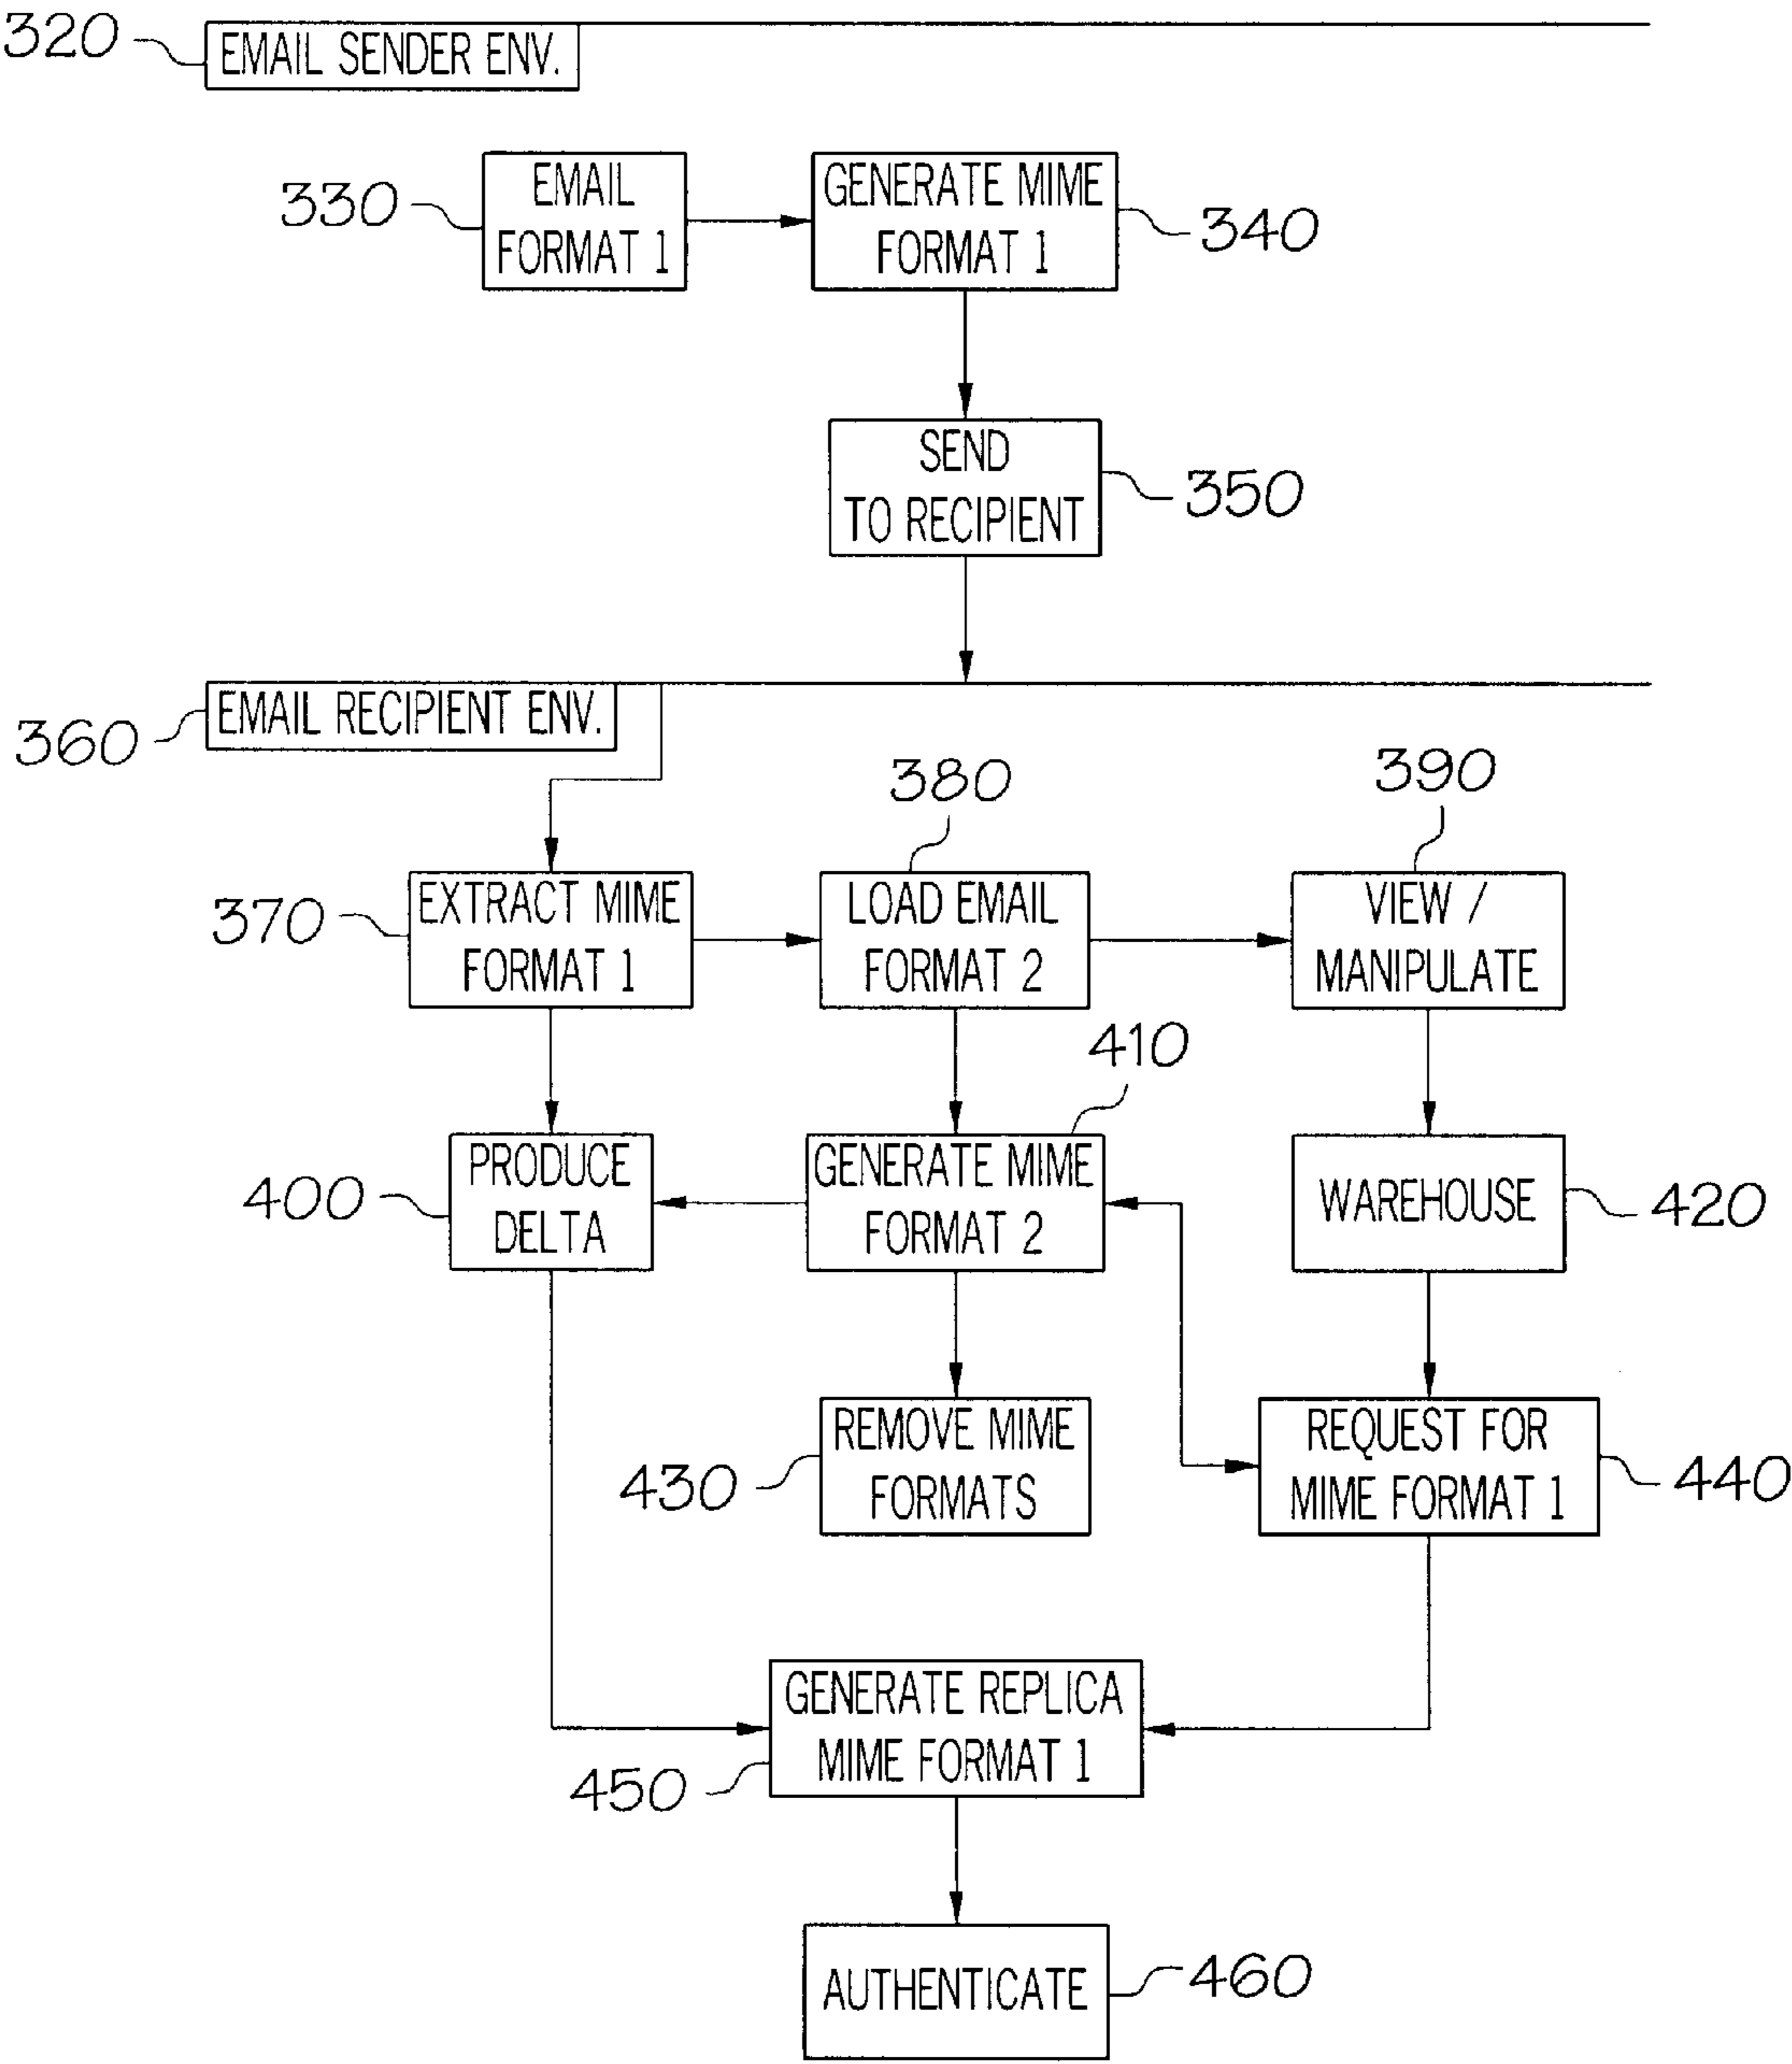 320
EMAIL SENDER ENV.
330
EMAIL
FORMAT 1
GENERATE MIME
FORMAT 1
340
SEND
TO RECIPIENT
350
EMAIL RECIPIENT ENV.
360
380
390
370
EXTRACT MIME
FORMAT 1
LOAD EMAIL
FORMAT 2
VIEW /
MANIPULATE
410
400
PRODUCE
DELTA
GENERATE MIME
FORMAT 2
WAREHOUSE
420
430
REMOVE MIME
FORMATS
REQUEST FOR
MIME FORMAT 1
440
GENERATE REPLICA
MIME FORMAT 1
450
AUTHENTICATE
460